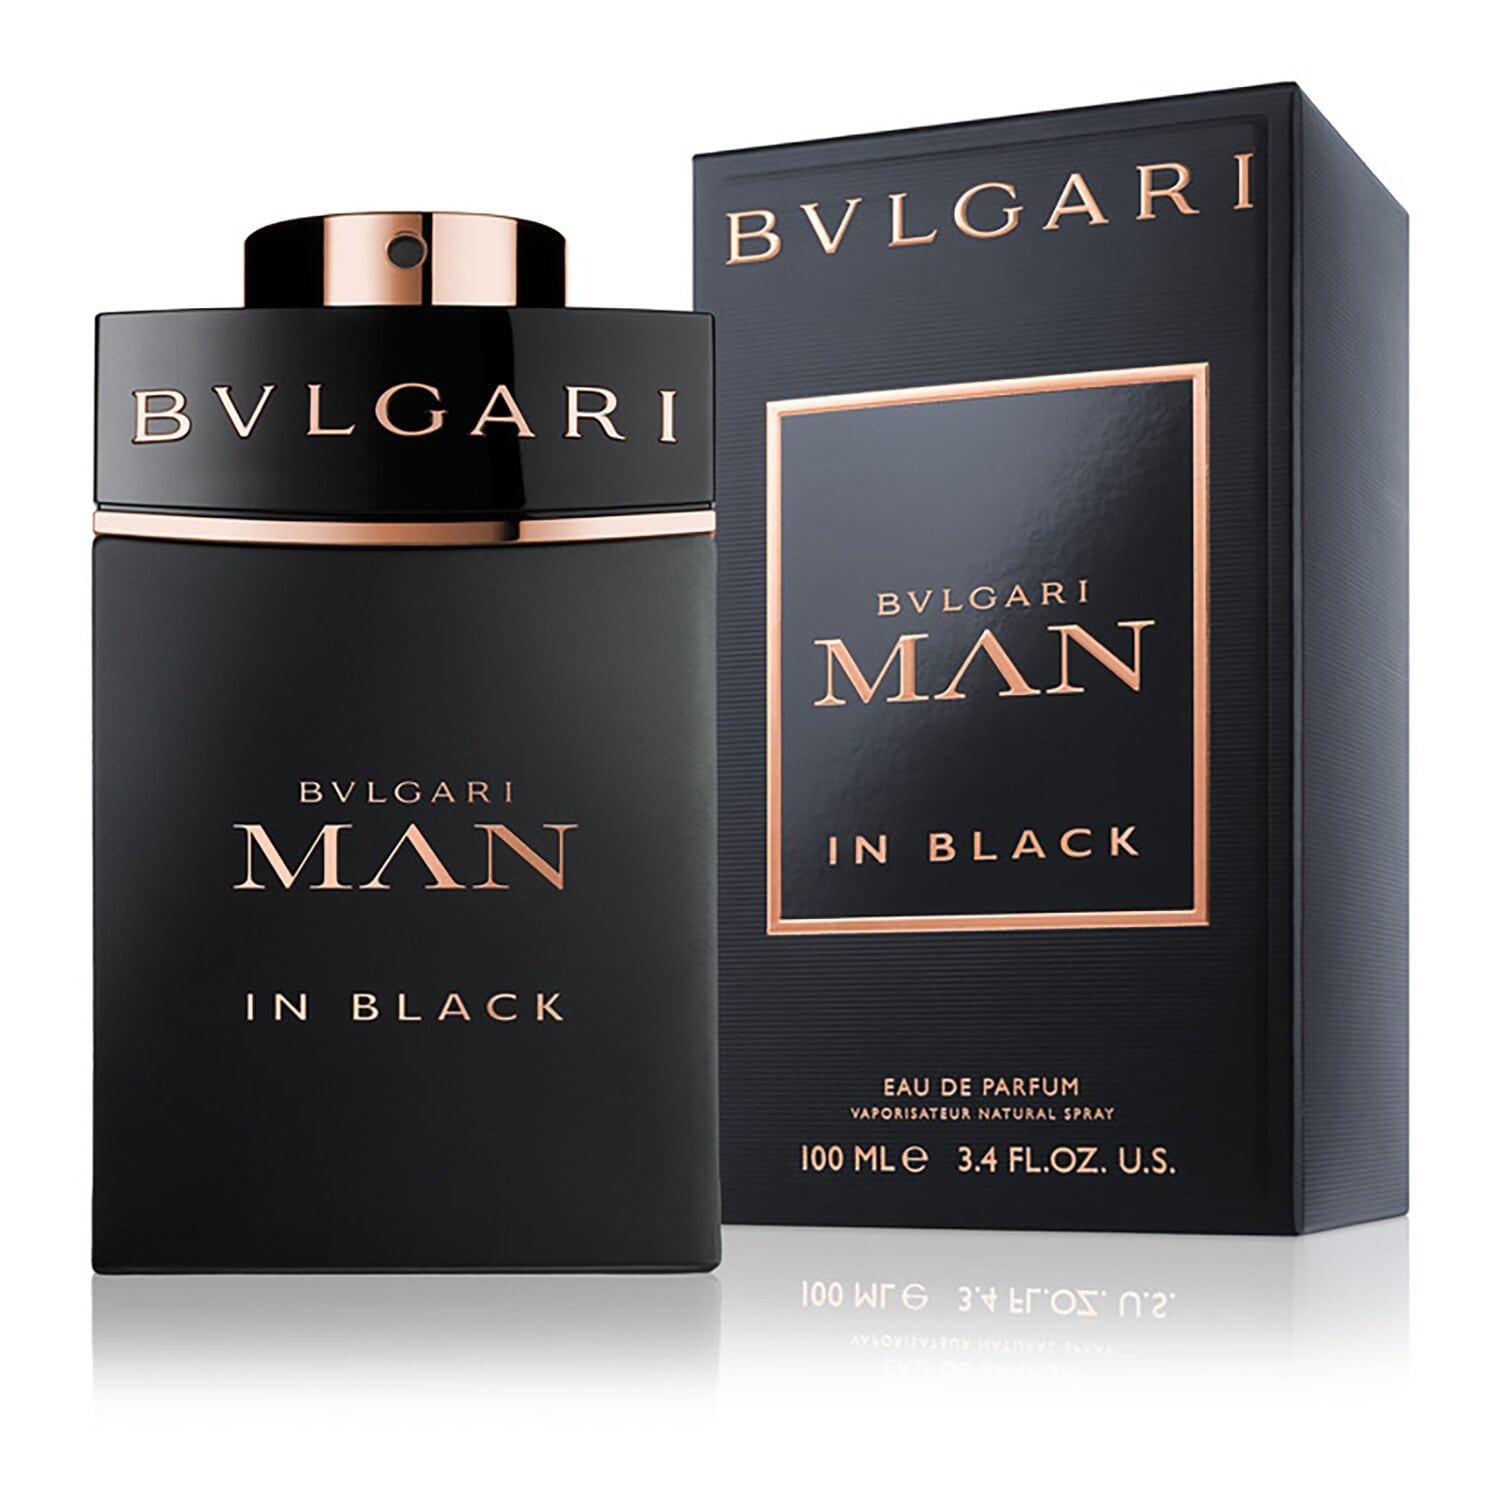 BVLGARI
BVLGARI
MAN
IN BLACK
BVLGARI
BVLGARI
MAN
IN BLACK
EAU DE PARFUM
VAPORISATEUR NATURAL SPRAY
100 ML e 3.4 FL.OZ. U.S.